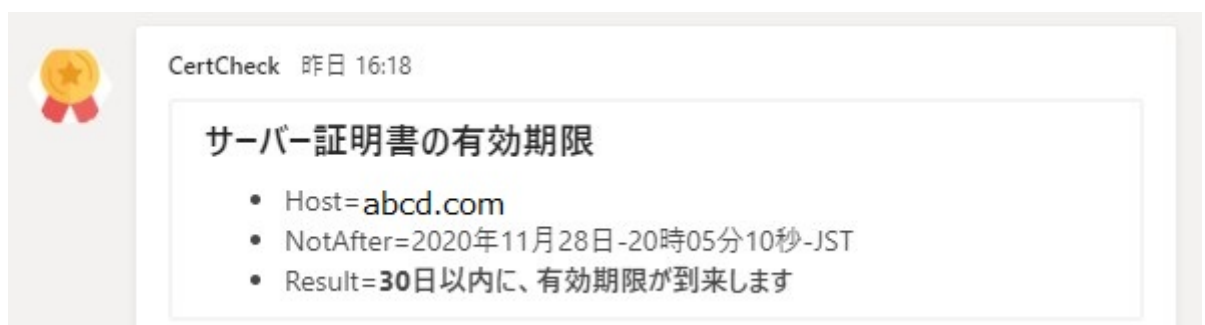 CertCheck 昨日 16:18
サーバー証明書の有効期限
• Host=abcd.com
• NotAfter=2020年11月28日-20時05分10秒-JST
• Result=30日以内に、有効期限が到来します